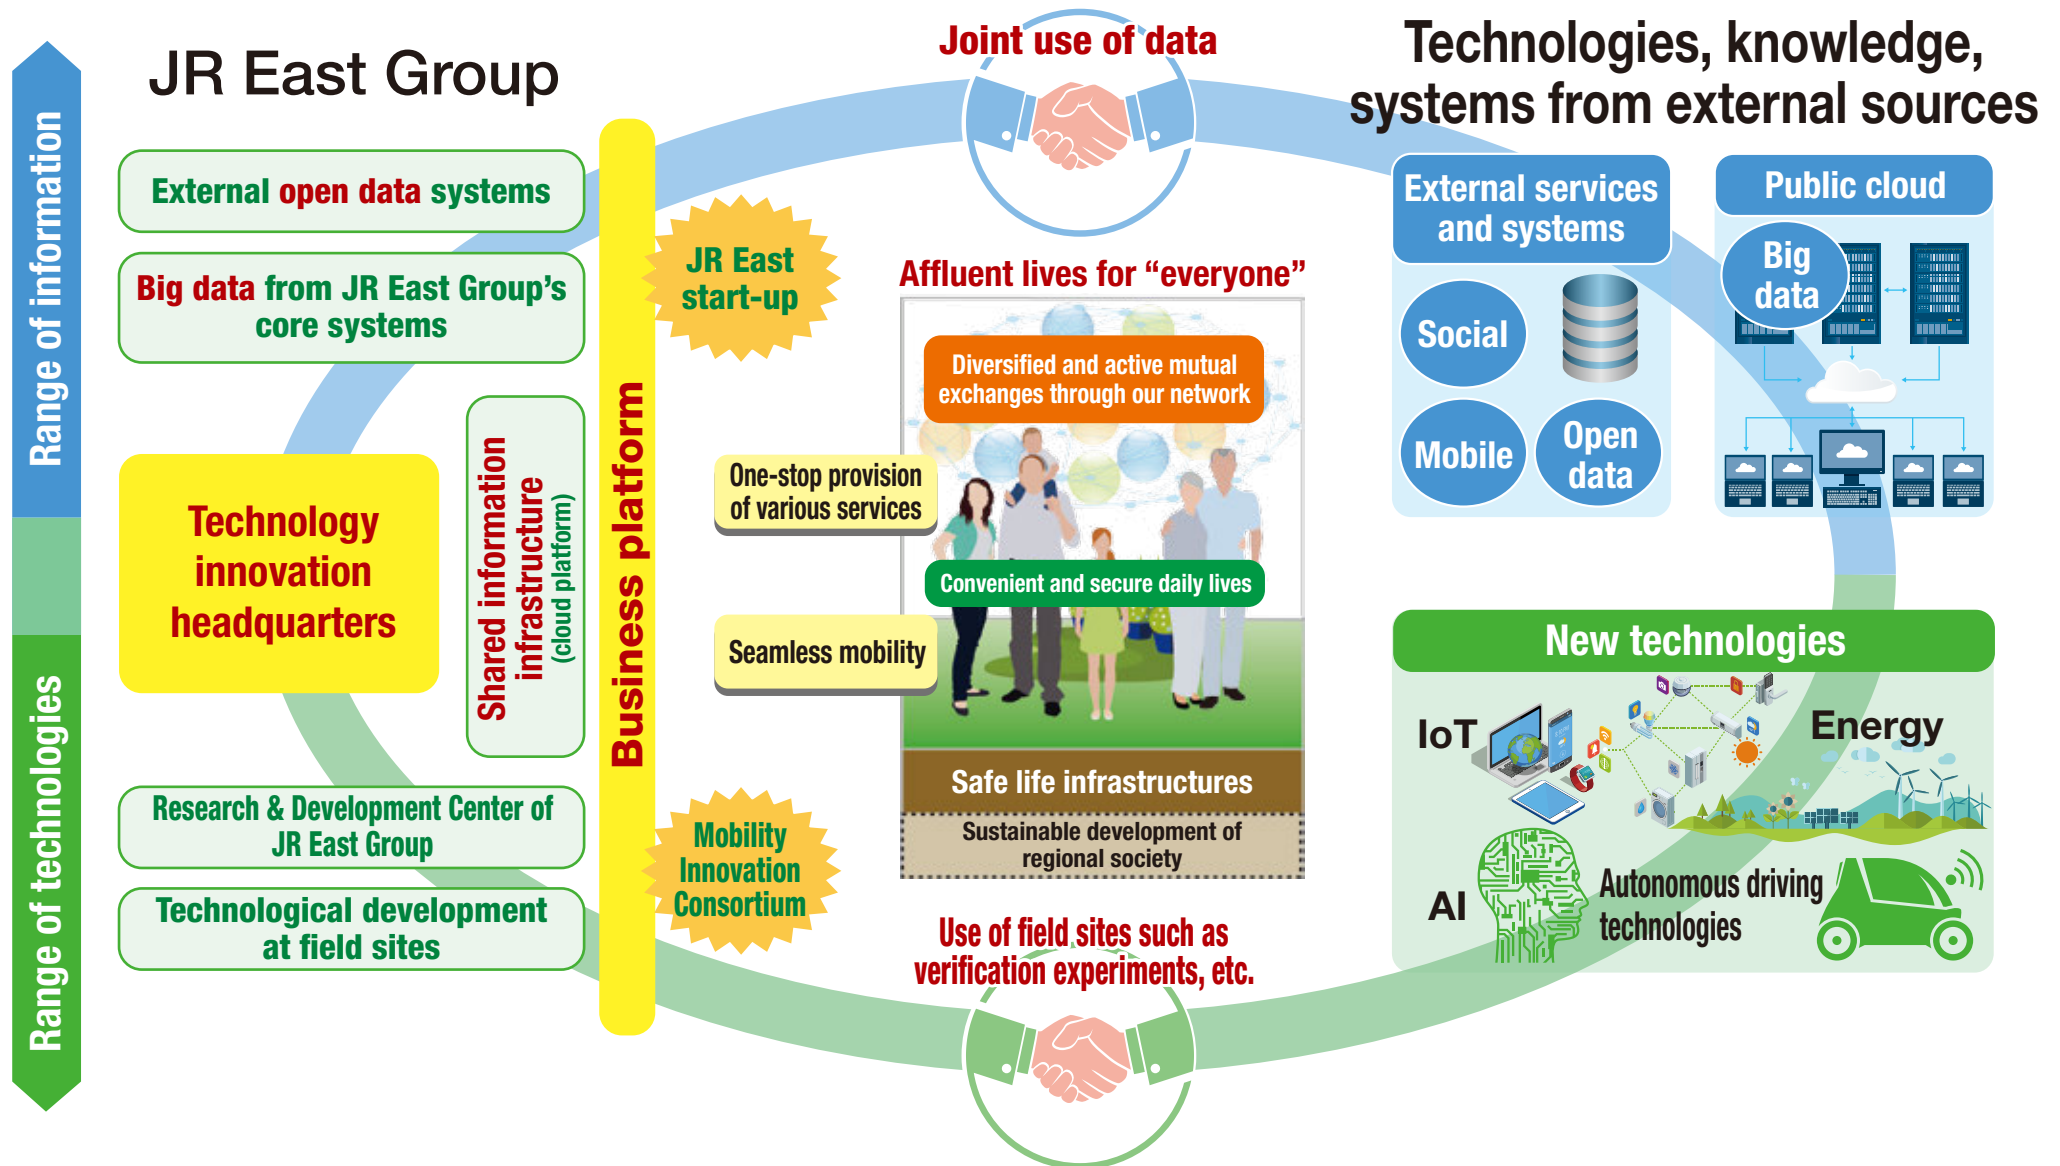 Range of information
Range of technologies
JR East Group
External open data systems
Big data from JR East Group's
core systems
Technology
innovation
headquarters
Shared information
infrastructure
(cloud platform)
Research & Development Center of
JR East Group
Technological development
at field sites
Business platform
JR East
start-up
Mobility
Innovation
Consortium
Joint use of data
Affluent lives for “everyone”
Diversified and active mutual
exchanges through our network
One-stop provision
of various services
Convenient and secure daily lives
Seamless mobility
Safe life infrastructures
Sustainable development of
regional society
Use of field sites such as
verification experiments, etc.
Technologies, knowledge,
systems from external sources
External services
and systems
Social
Mobile
Open
data
Public cloud
Big
data
New technologies
IoT
Energy
AI
Autonomous driving
technologies